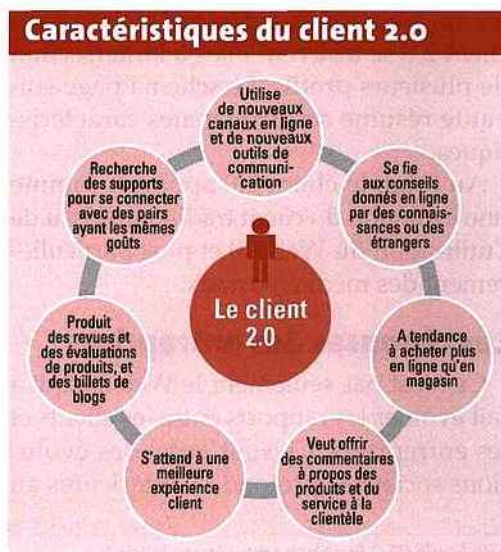 Caractéristiques du client 2.0
Utilise
de nouveaux
canaux en ligne
et de nouveaux
outils de
communi-
cation
Se fie
aux conseils
donnés en ligne
par des connais-
sances ou des
étrangers
A tendance
à acheter plus
en ligne qu'en
magasin
Veut offrir
des commentaires
à propos des
produits et du
service à la
clientèle
S'attend à une
meilleure
expérience
client
Produit
des revues et
des évaluations
de produits, et
des billets de
blogs
Recherche
des supports
pour se connecter
avec des pairs
ayant les mêmes
goûts
Le client
2.0